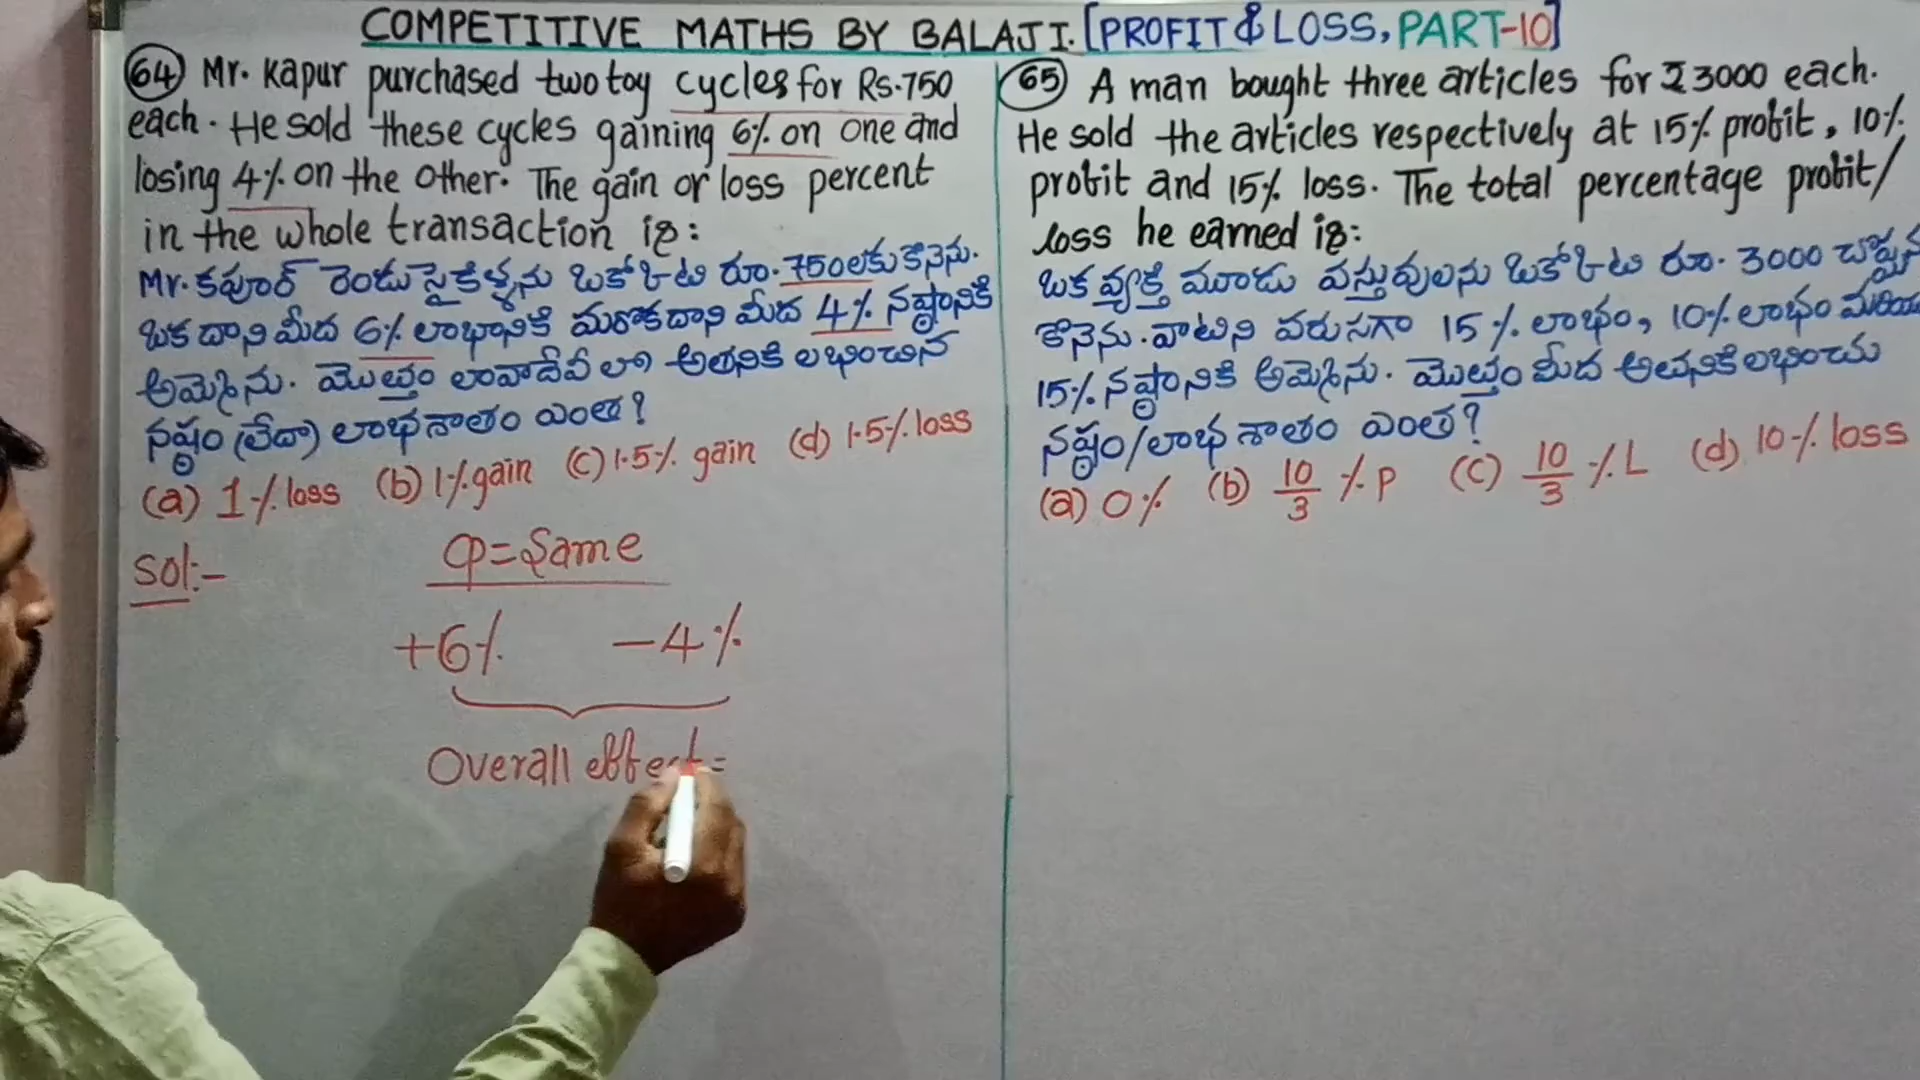 COMPETITIVE MATHS BY BALAJI. [PROFIT & LOSS, PART-10]
64) Mr. Kapur purchased two toy cycles for Rs.750
each. He sold these cycles gaining 6% on one and
losing 4% on the other. The gain or loss percent
in the whole transaction is:
Mr. కపూర్ రెండు సైకిళ్ళను ఒకోఒటి రూ.750లకు కొనెను.
ఒక దాని మీద 6% లాభానికి మరొకదాని మీద 4% నష్టానికి
అమ్మెను. మొత్తం లావాదేవీ లో అతనికి లభించిన
నష్టం (లేదా) లాభ శాతం ఎంత?
(a) 1% loss (b) 1% gain (c) 1.5% gain (d) 1.5% loss
Sol:-
CP = Same
+6% -4%
Overall effect =
65) A man bought three articles for ₹3000 each.
He sold the articles respectively at 15% profit, 10%
profit and 15% loss. The total percentage profit/
loss he earned is:
ఒక వ్యక్తి మూడు వస్తువులను ఒకోఒటి రూ. 3000 చొప్పున
కొనెను. వాటిని వరుసగా 15% లాభం, 10% లాభం మరియు
15% నష్టానికి అమ్మెను. మొత్తం మీద అతనికి లభించు
నష్టం/లాభ శాతం ఎంత?
(a) 0% (b) 10/3 % P (c) 10/3 % L (d) 10% loss